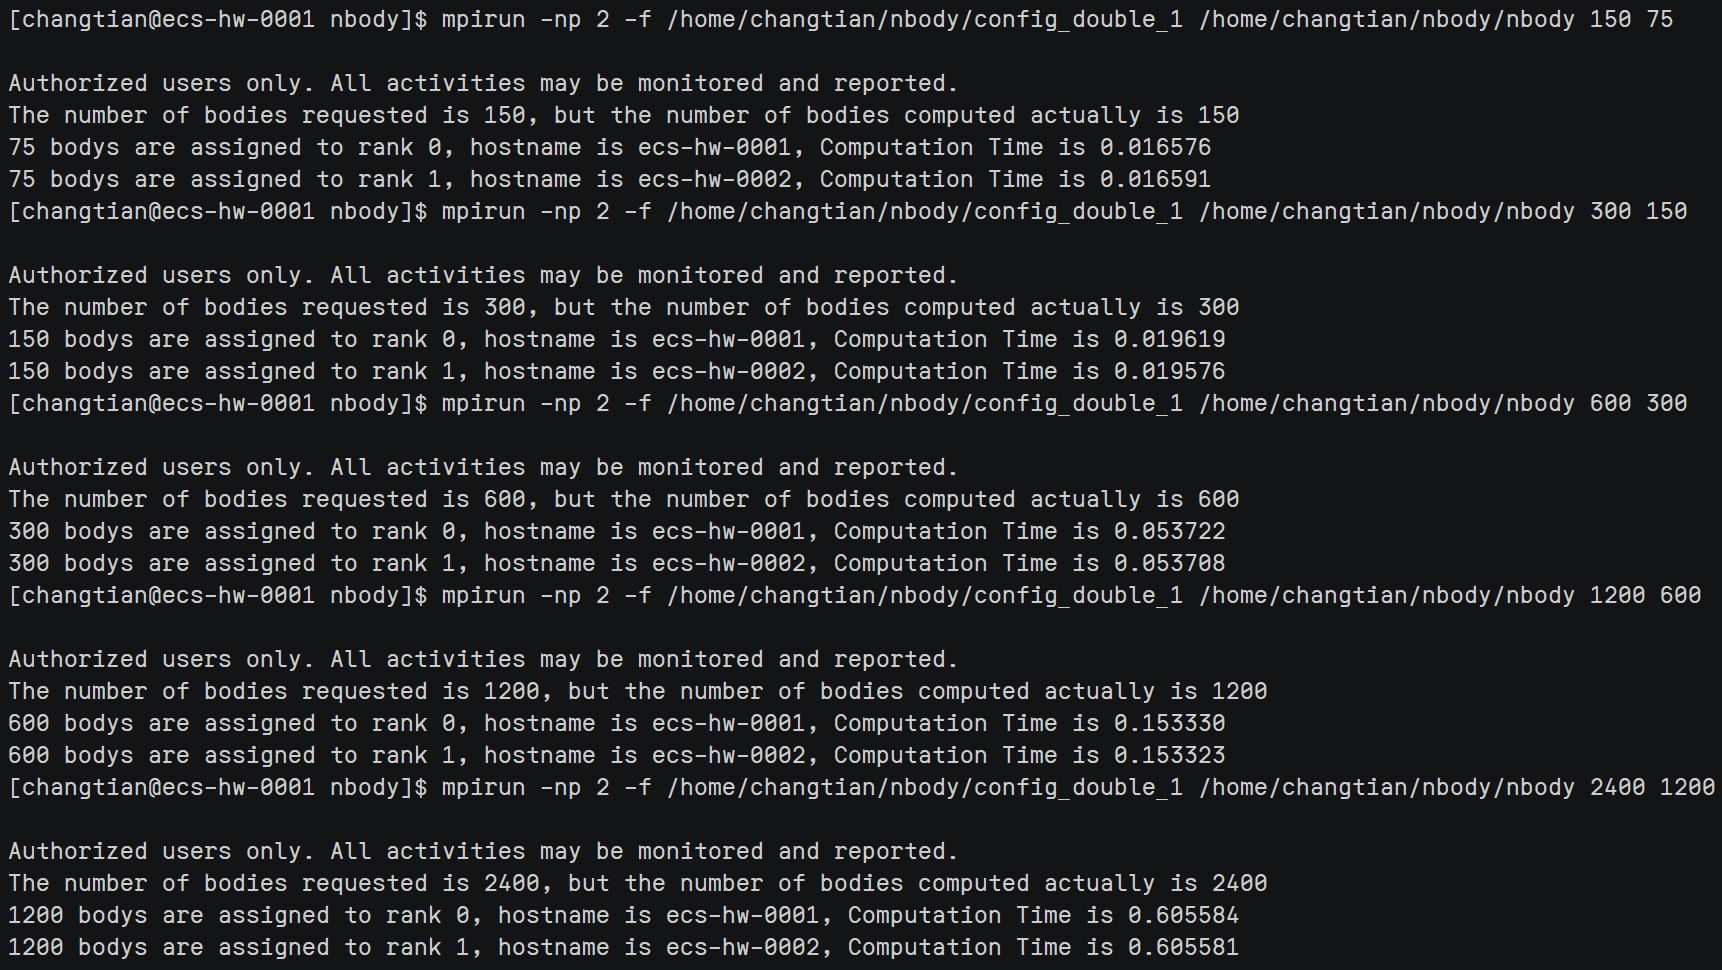 [changtian@ecs-hw-0001 nbody]$ mpirun -np 2 -f /home/changtian/nbody/config_double_1 /home/changtian/nbody/nbody 150 75
Authorized users only. All activities may be monitored and reported.
The number of bodies requested is 150, but the number of bodies computed actually is 150
75 bodys are assigned to rank 0, hostname is ecs-hw-0001, Computation Time is 0.016576
75 bodys are assigned to rank 1, hostname is ecs-hw-0002, Computation Time is 0.016591
[changtian@ecs-hw-0001 nbody]$ mpirun -np 2 -f /home/changtian/nbody/config_double_1 /home/changtian/nbody/nbody 300 150
Authorized users only. All activities may be monitored and reported.
The number of bodies requested is 300, but the number of bodies computed actually is 300
150 bodys are assigned to rank 0, hostname is ecs-hw-0001, Computation Time is 0.019619
150 bodys are assigned to rank 1, hostname is ecs-hw-0002, Computation Time is 0.019576
[changtian@ecs-hw-0001 nbody]$ mpirun -np 2 -f /home/changtian/nbody/config_double_1 /home/changtian/nbody/nbody 600 300
Authorized users only. All activities may be monitored and reported.
The number of bodies requested is 600, but the number of bodies computed actually is 600
300 bodys are assigned to rank 0, hostname is ecs-hw-0001, Computation Time is 0.053722
300 bodys are assigned to rank 1, hostname is ecs-hw-0002, Computation Time is 0.053708
[changtian@ecs-hw-0001 nbody]$ mpirun -np 2 -f /home/changtian/nbody/config_double_1 /home/changtian/nbody/nbody 1200 600
Authorized users only. All activities may be monitored and reported.
The number of bodies requested is 1200, but the number of bodies computed actually is 1200
600 bodys are assigned to rank 0, hostname is ecs-hw-0001, Computation Time is 0.153330
600 bodys are assigned to rank 1, hostname is ecs-hw-0002, Computation Time is 0.153323
[changtian@ecs-hw-0001 nbody]$ mpirun -np 2 -f /home/changtian/nbody/config_double_1 /home/changtian/nbody/nbody 2400 1200
Authorized users only. All activities may be monitored and reported.
The number of bodies requested is 2400, but the number of bodies computed actually is 2400
1200 bodys are assigned to rank 0, hostname is ecs-hw-0001, Computation Time is 0.605584
1200 bodys are assigned to rank 1, hostname is ecs-hw-0002, Computation Time is 0.605581